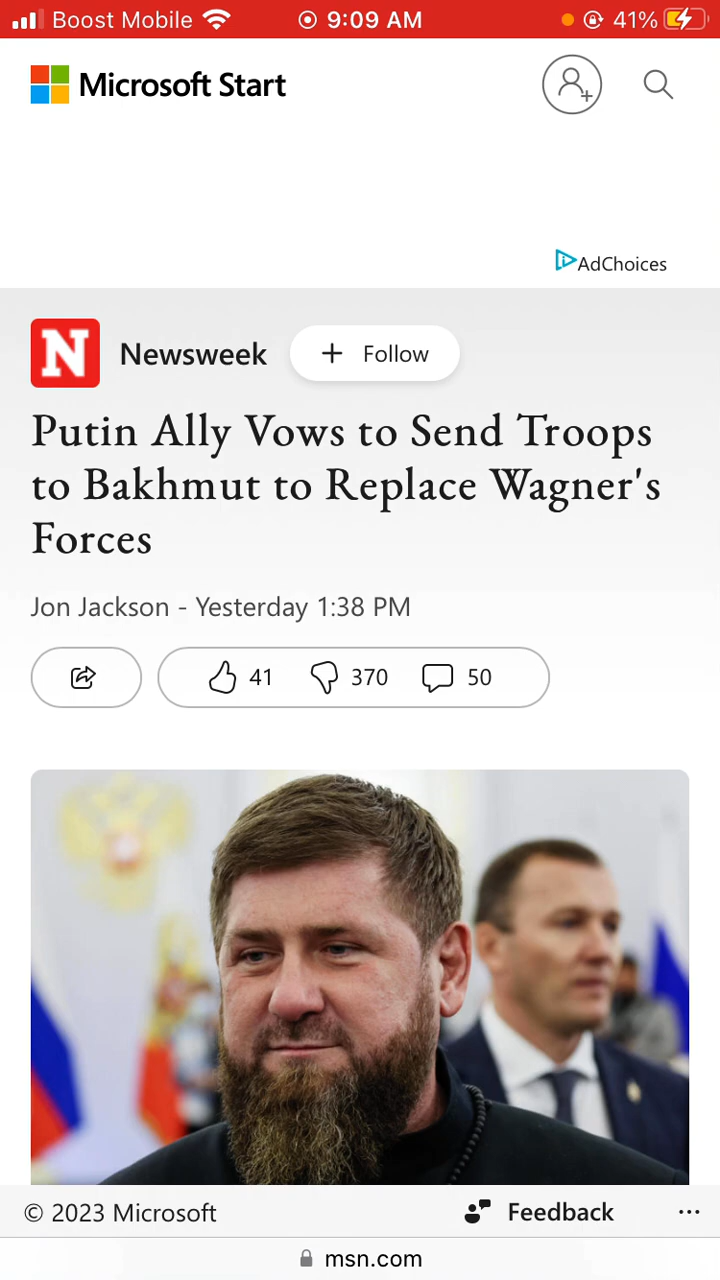 Boost Mobile 9:09 AM 41%
Microsoft Start
AdChoices
N Newsweek + Follow
Putin Ally Vows to Send Troops
to Bakhmut to Replace Wagner's
Forces
Jon Jackson - Yesterday 1:38 PM
41 370 50
© 2023 Microsoft Feedback ...
msn.com